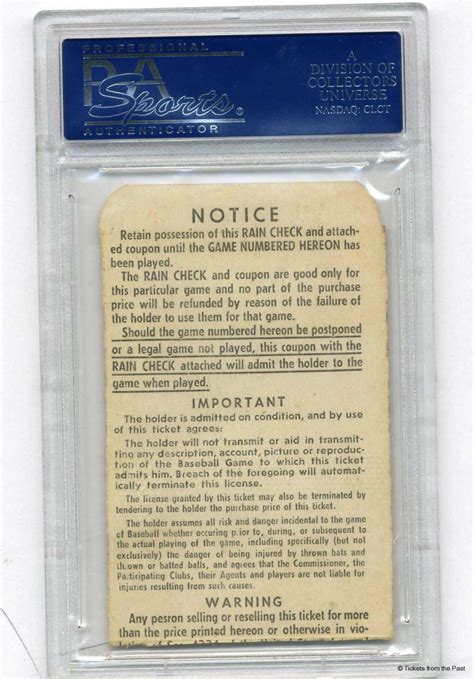 PROFESSIONAL
PSA
Sports®
AUTHENTICATOR
A
DIVISION OF
COLLECTORS
UNIVERSE
NASDAQ: CLCT
NOTICE
Retain possession of this RAIN CHECK and attach-
ed coupon until the GAME NUMBERED HEREON has
been played.
The RAIN CHECK and coupon are good only for
this particular game and no part of the purchase
price will be refunded by reason of the failure of
the holder to use them for that game.
Should the game numbered hereon be postponed
or a legal game not played, this coupon with the
RAIN CHECK attached will admit the holder to the
game when played.
IMPORTANT
The holder is admitted on condition, and by use
of this ticket agrees:
The holder will not transmit or aid in transmit-
ting any description, account, picture or reproduc-
tion of the Baseball Game to which this ticket
admits him. Breach of the foregoing will automati-
cally terminate this license.
The license granted by this ticket may also be terminated by
tendering to the holder the purchase price of this ticket.
The holder assumes all risk and danger incidental to the game
of Baseball whether occuring prior to, during, or subsequent to
the actual playing of the game, including specifically (but not
exclusively) the danger of being injured by thrown bats and
thrown or batted balls, and agrees that the Commissioner, the
Participating Clubs, their Agents and players are not liable for
injuries resulting from such causes.
WARNING
Any pesron selling or reselling this ticket for more
than the price printed hereon or otherwise in vio-
© Tickets from the Past